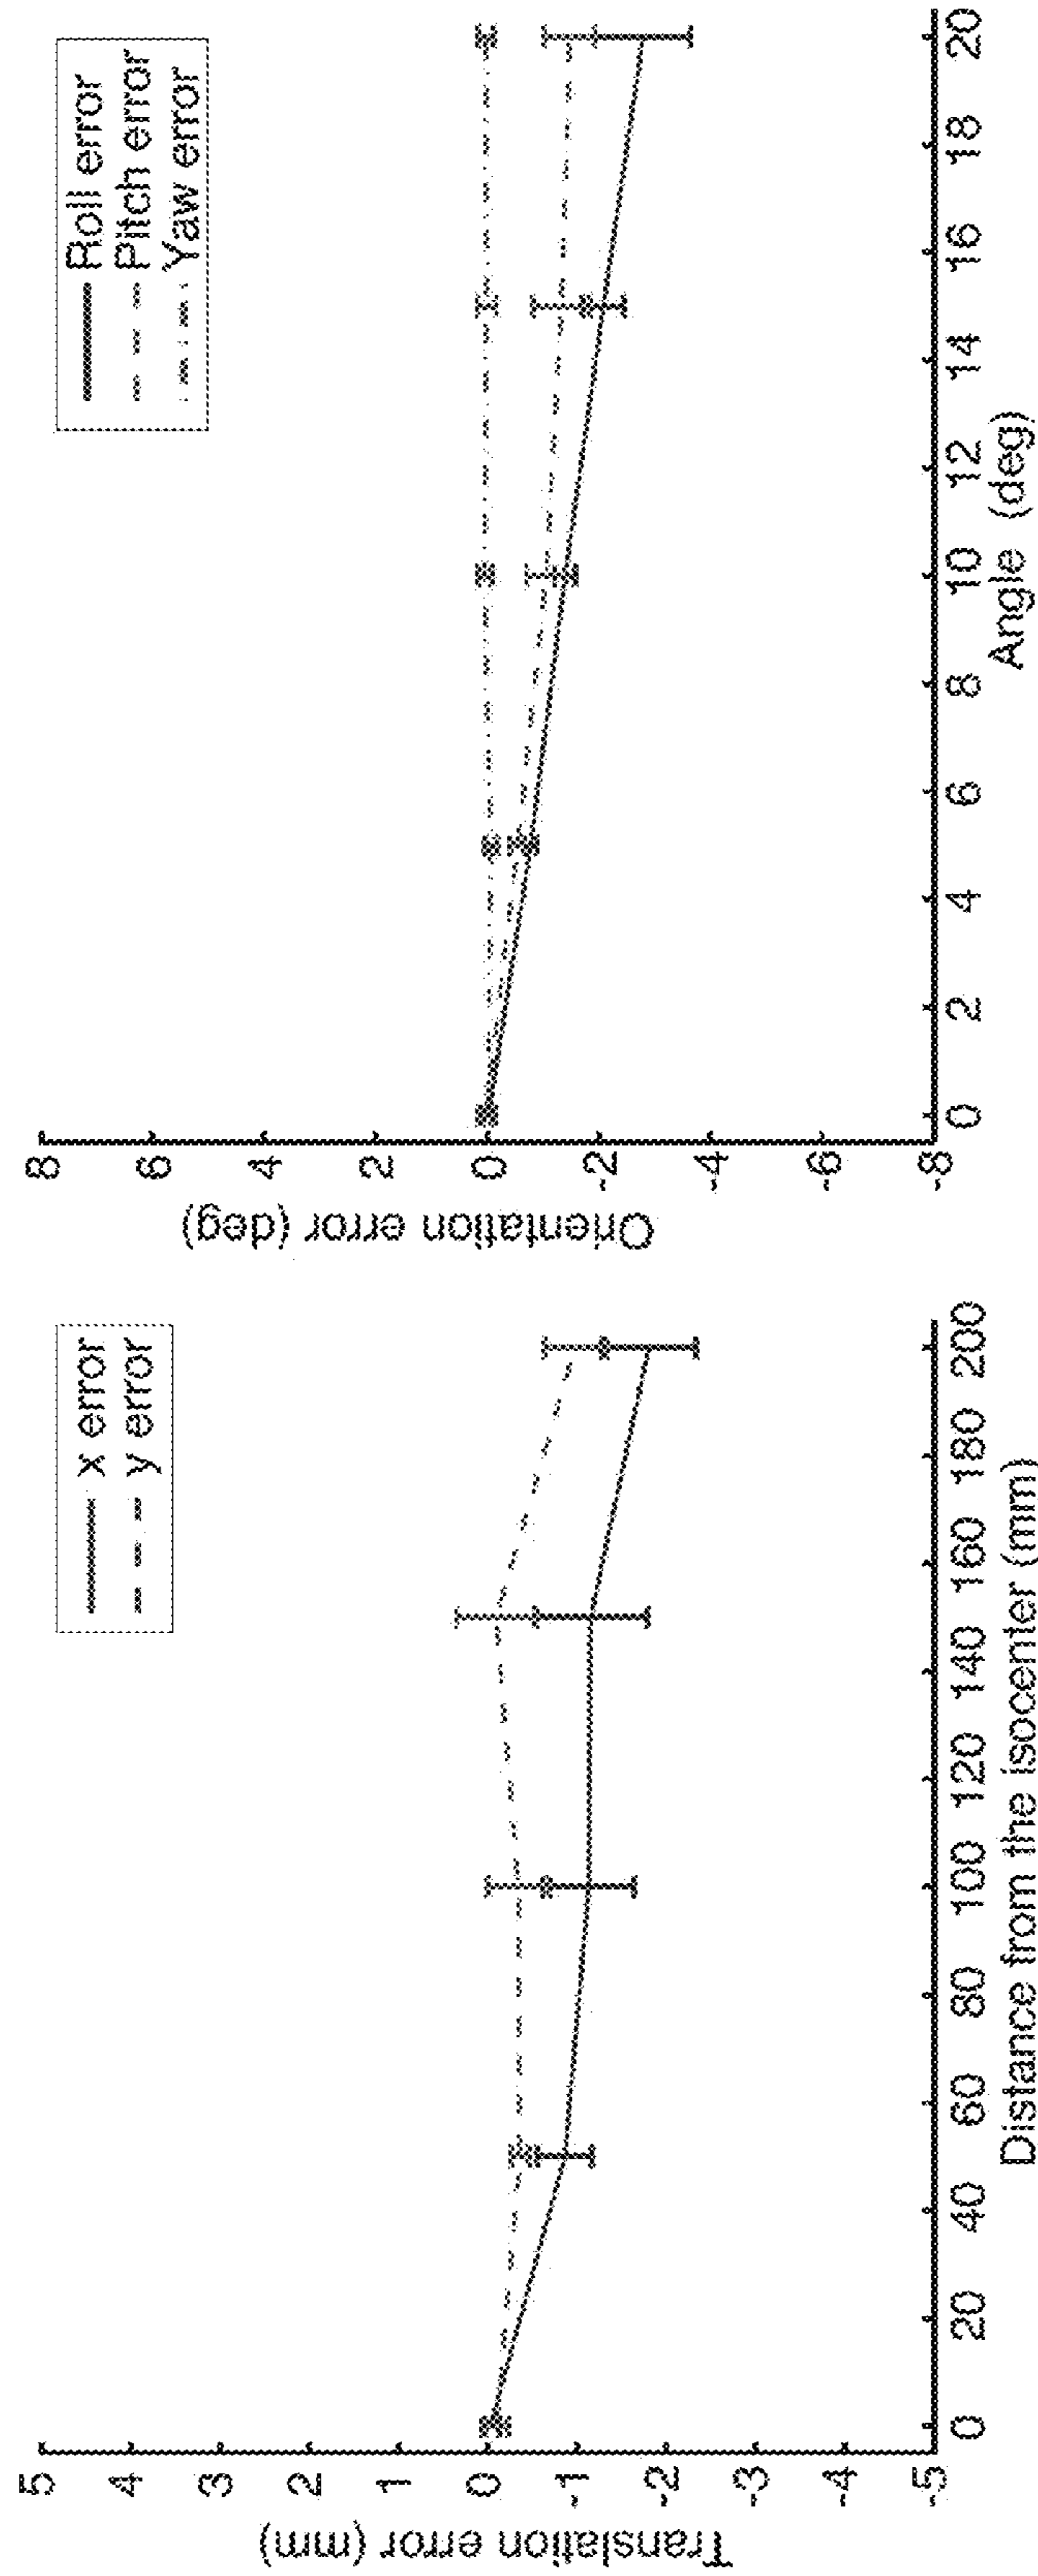 x error
y error
5
4
3
2
1
0
-1
-2
-3
-4
-5
Translation error (mm)
0 20 40 60 80 100 120 140 160 180 200
Distance from the isocenter (mm)
Roll error
Pitch error
Yaw error
8
6
4
2
0
-2
-4
-6
-8
Orientation error (deg)
0 2 4 6 8 10 12 14 16 18 20
Angle (deg)